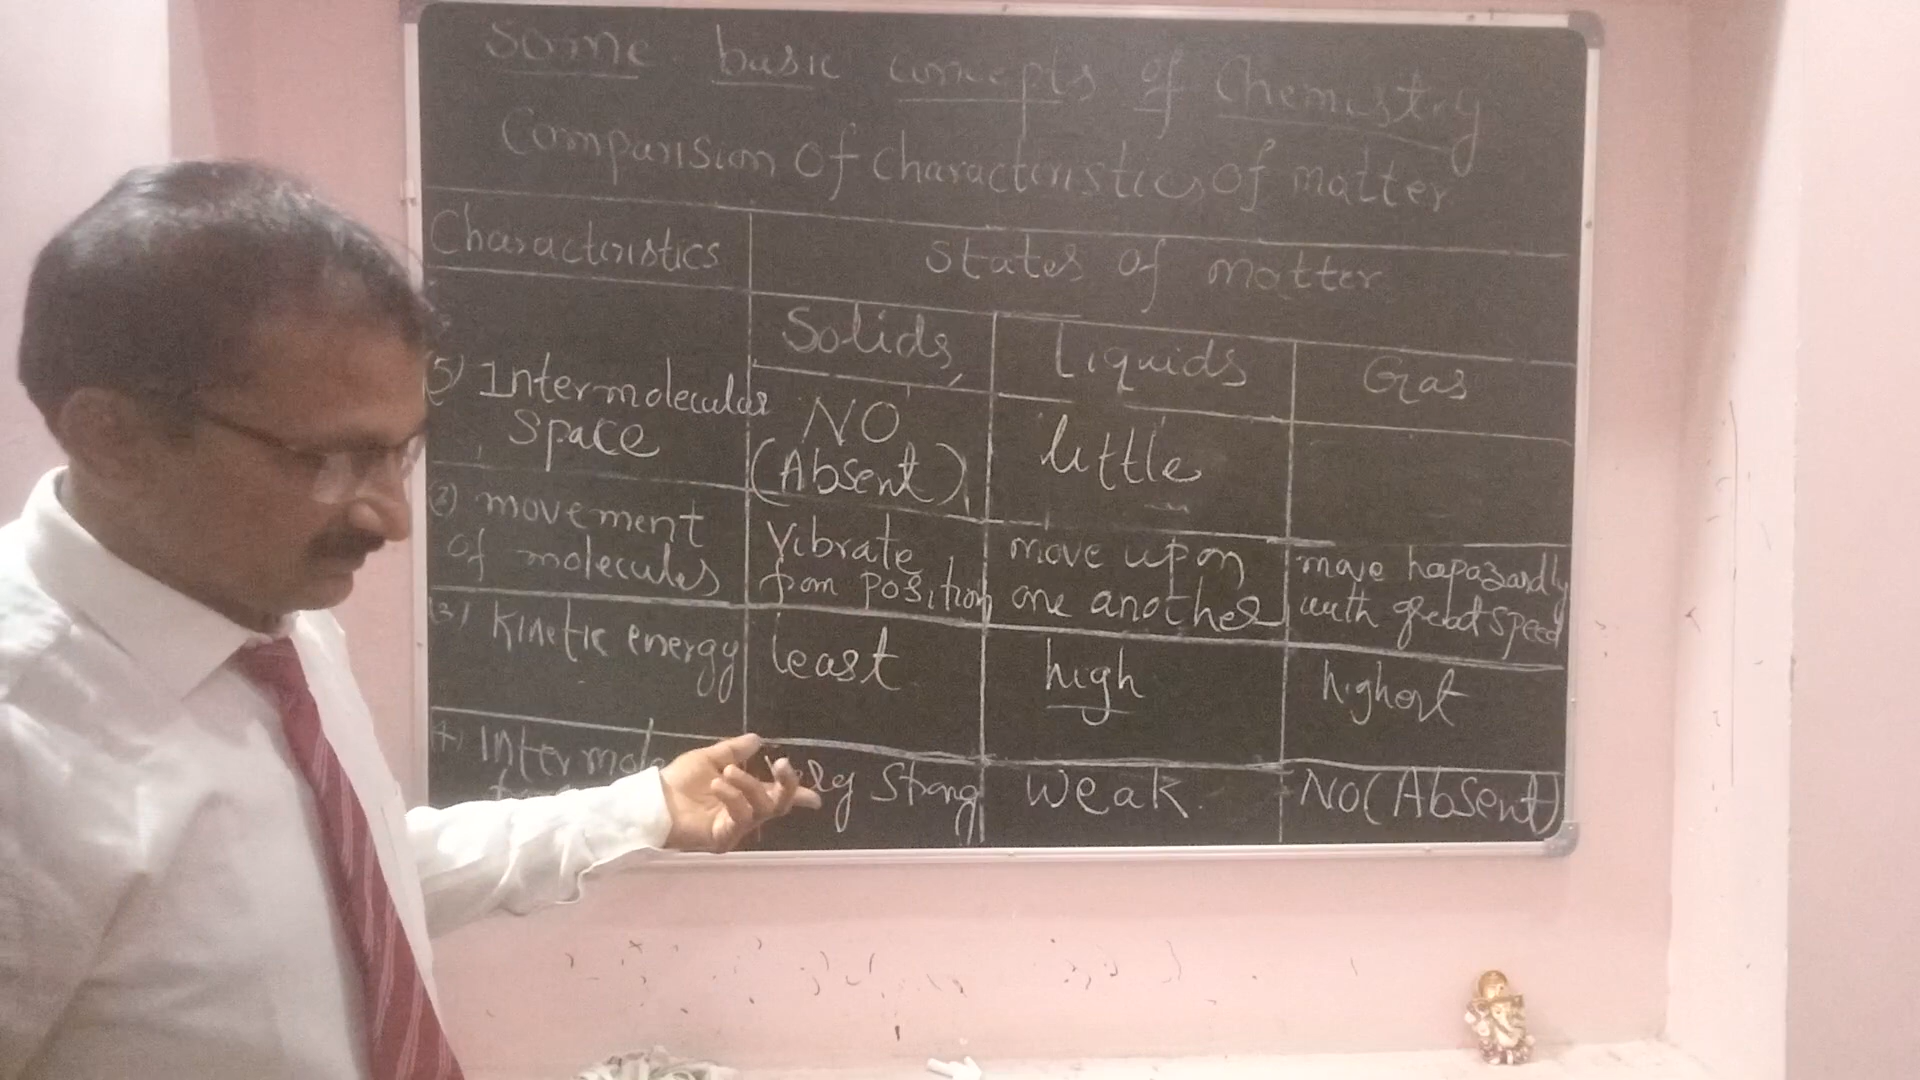 Some basic concepts of Chemistry
Comparision of characteristics of matter
Characteristics
States of matter
Solids
Liquids
Gas
(5) Intermolecular
Space
NO
(Absent)
little
(2) movement
of molecules
Vibrate
from position
move upon
one another
move hapazardly
with great speed
(3) Kinetic energy
least
high
highest
(4) Intermole
Very Strong
weak.
NO (Absent)